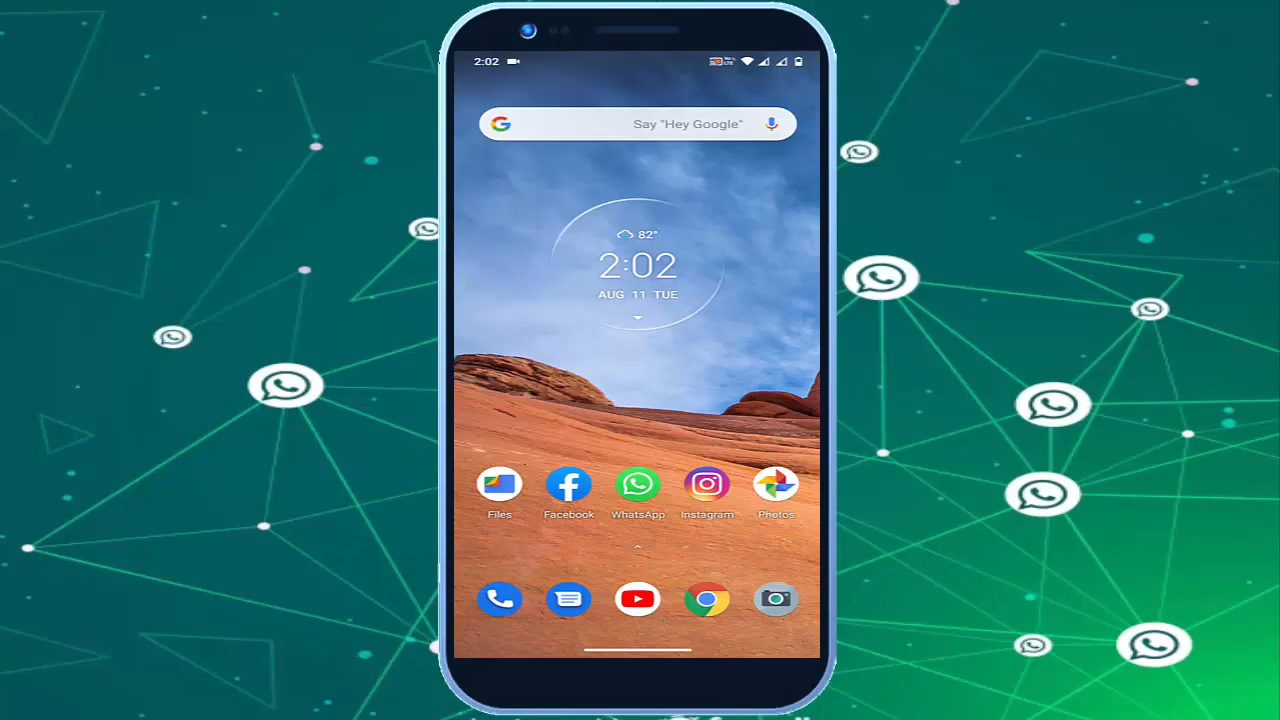 2:02
Say "Hey Google"
82°
2:02
AUG 11 TUE
Files Facebook WhatsApp Instagram Photos